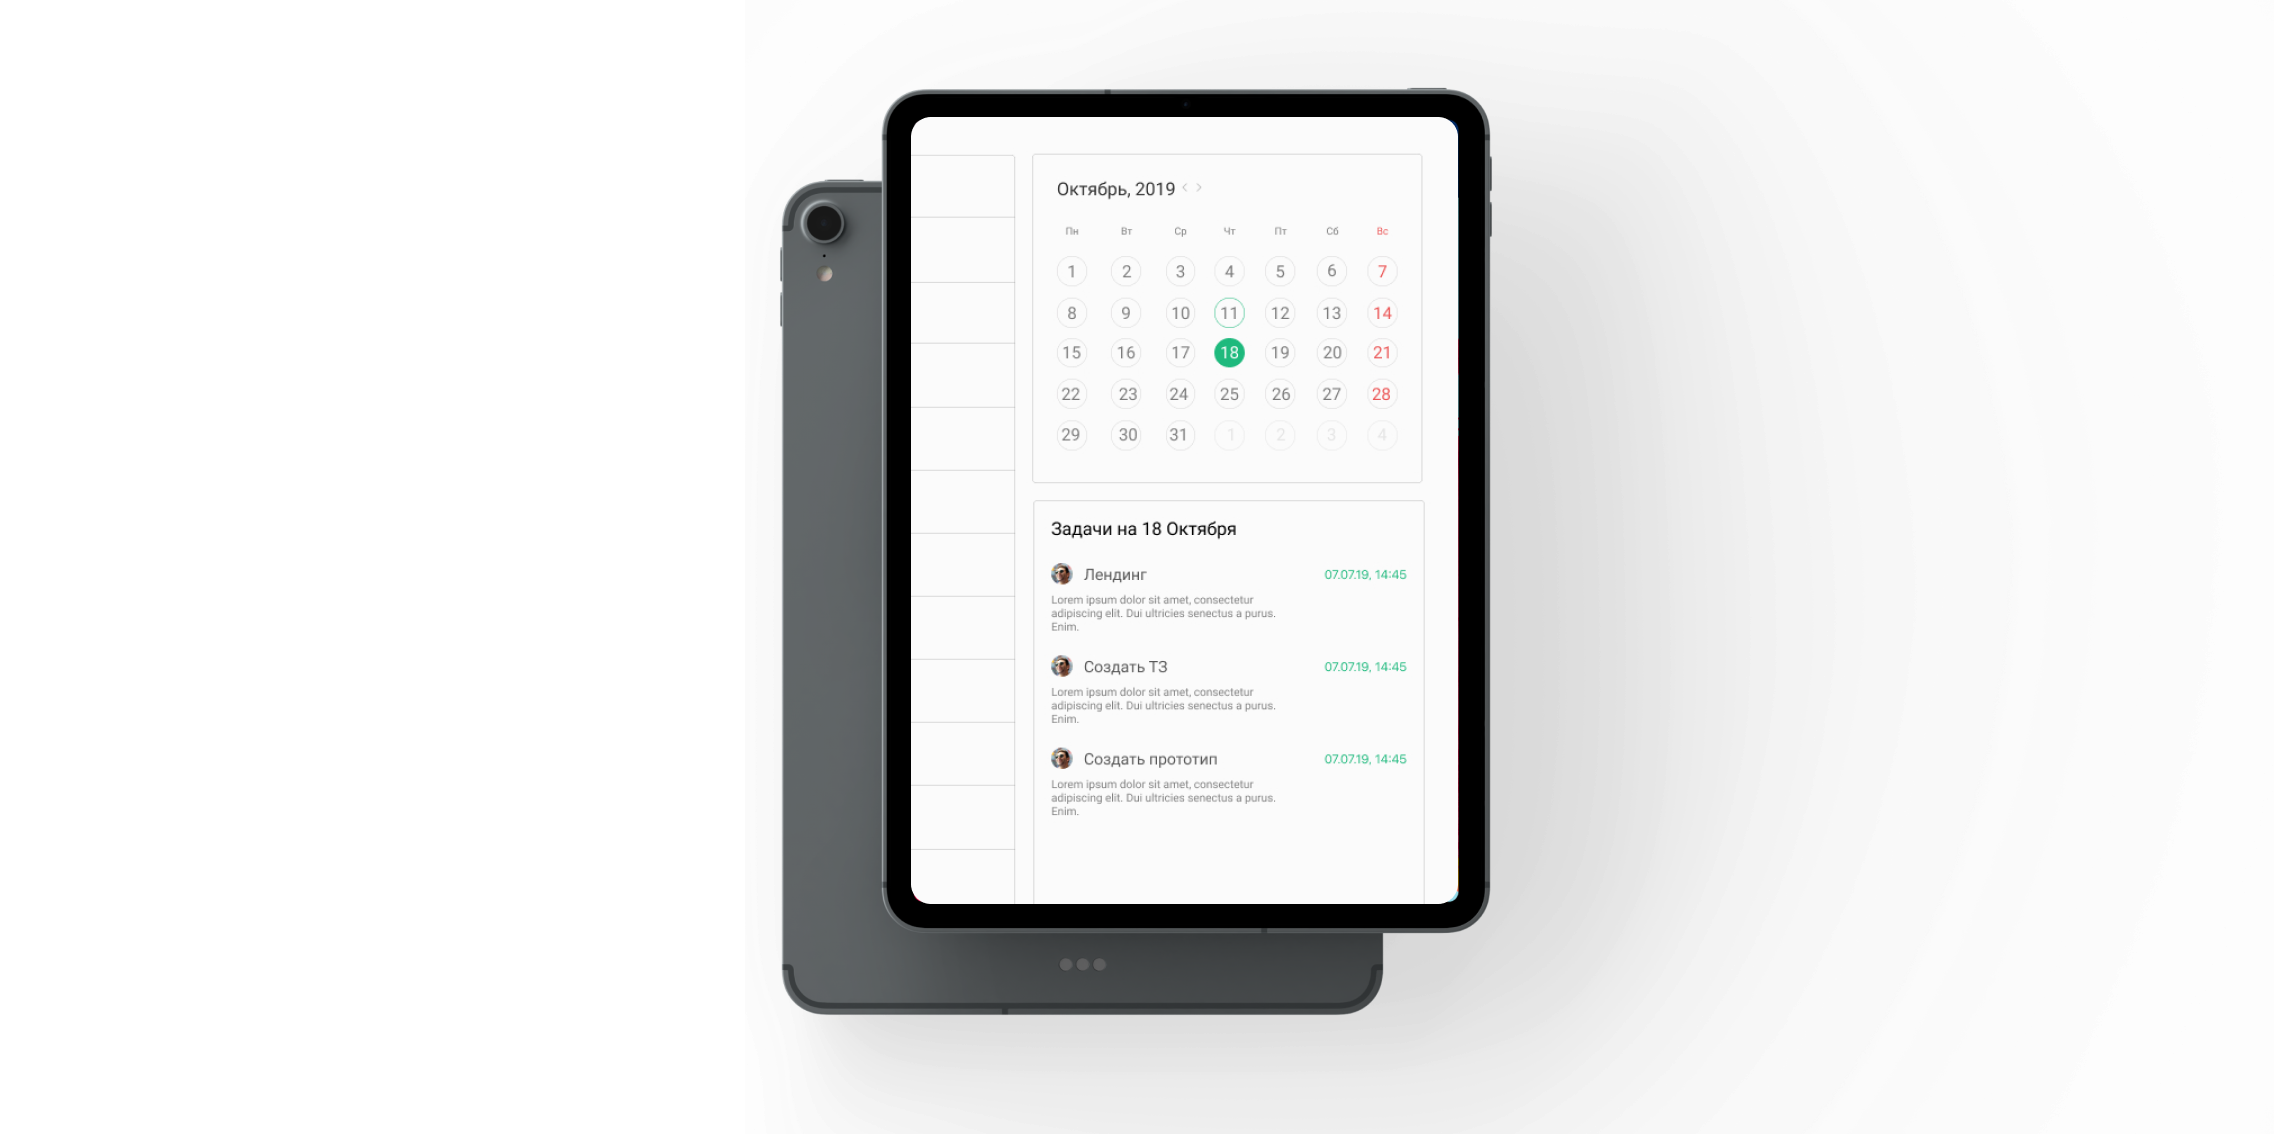 Октябрь, 2019 < >
Пн Вт Ср Чт Пт Сб Вс
1 2 3 4 5 6 7
8 9 10 11 12 13 14
15 16 17 18 19 20 21
22 23 24 25 26 27 28
29 30 31 1 2 3 4
Задачи на 18 Октября
Лендинг 07.07.19, 14:45
Lorem ipsum dolor sit amet, consectetur
adipiscing elit. Dui ultricies senectus a purus.
Enim.
Создать ТЗ 07.07.19, 14:45
Lorem ipsum dolor sit amet, consectetur
adipiscing elit. Dui ultricies senectus a purus.
Enim.
Создать прототип 07.07.19, 14:45
Lorem ipsum dolor sit amet, consectetur
adipiscing elit. Dui ultricies senectus a purus.
Enim.